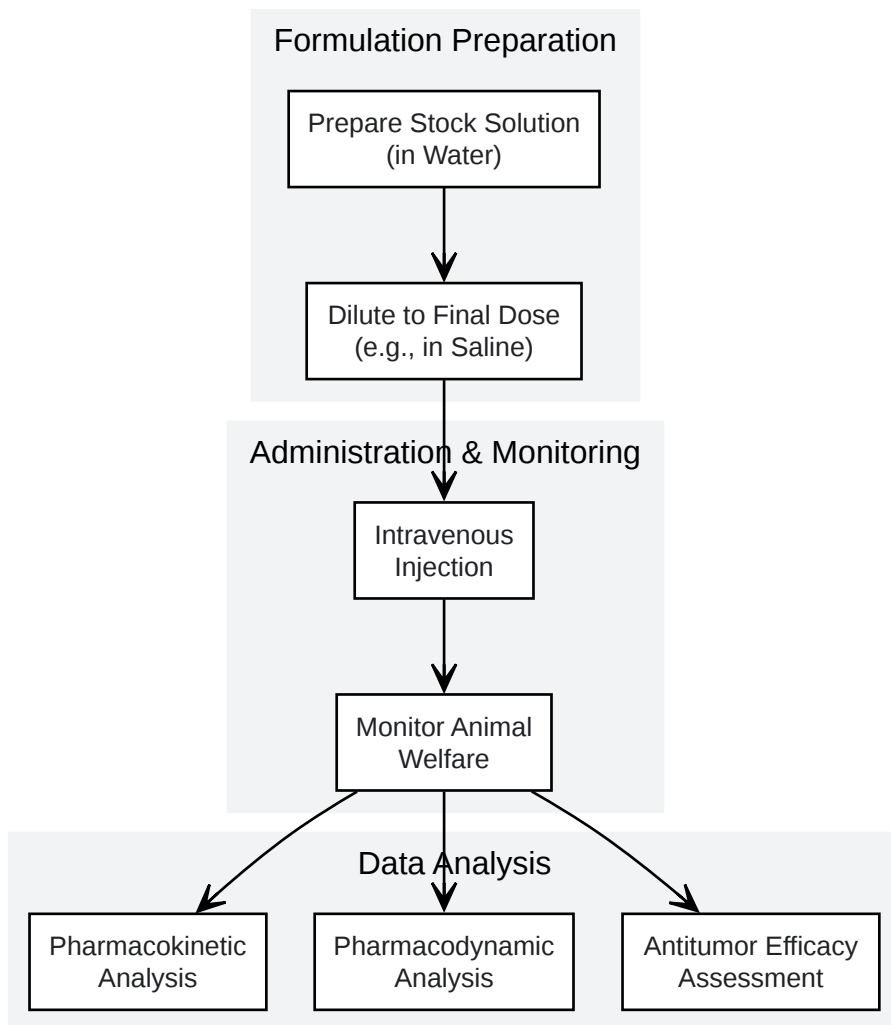 Formulation Preparation
Prepare Stock Solution
(in Water)
Dilute to Final Dose
(e.g., in Saline)
Administration & Monitoring
Intravenous
Injection
Monitor Animal
Welfare
Data Analysis
Pharmacokinetic
Analysis
Pharmacodynamic
Analysis
Antitumor Efficacy
Assessment